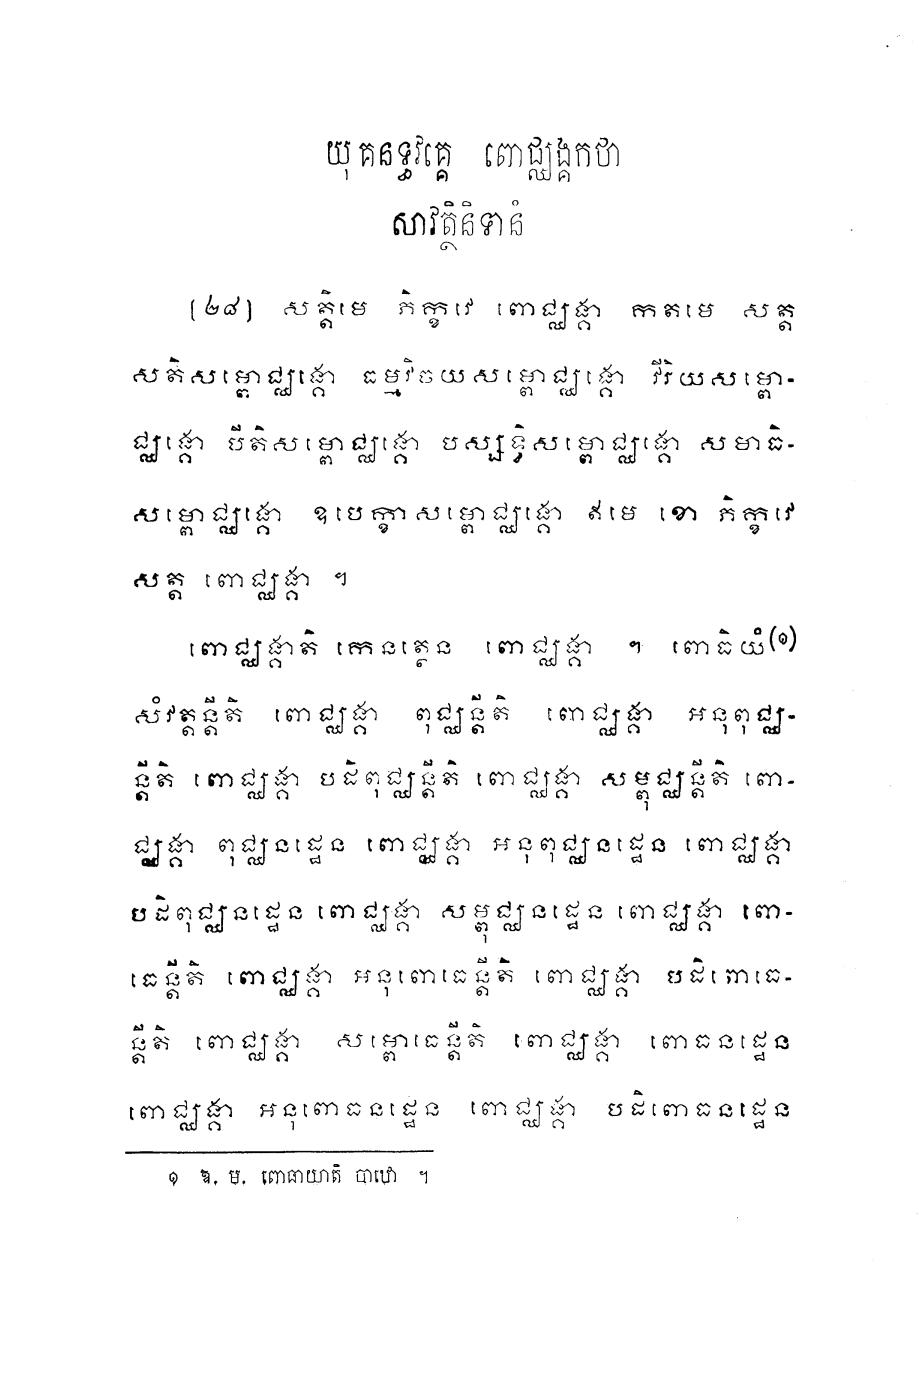 យុគនទ្ធវគ្គេ ពោជ្ឈង្គកថា
សាវត្ថិនិទានំ
[២៨] សត្តិមេ ភិក្ខវេ ពោជ្ឈង្គា កតមេ សត្ត
សតិសម្ពោជ្ឈង្គោ ធម្មវិចយសម្ពោជ្ឈង្គោ វីរិយសម្ពោ-
ជ្ឈង្គោ បីតិសម្ពោជ្ឈង្គោ បស្សទ្ធិសម្ពោជ្ឈង្គោ សមាធិ-
សម្ពោជ្ឈង្គោ ឧបេក្ខាសម្ពោជ្ឈង្គោ ឥមេ ខោ ភិក្ខវេ
សត្ត ពោជ្ឈង្គា ។
ពោជ្ឈង្គាតិ កេនត្ថេន ពោជ្ឈង្គា ។ ពោធិយំ(១)
សំវត្តន្តីតិ ពោជ្ឈង្គា ពុជ្ឈន្តីតិ ពោជ្ឈង្គា អនុពុជ្ឈ-
ន្តីតិ ពោជ្ឈង្គា បដិពុជ្ឈន្តីតិ ពោជ្ឈង្គា សម្ពុជ្ឈន្តីតិ ពោ-
ជ្ឈង្គា ពុជ្ឈនដ្ឋេន ពោជ្ឈង្គា អនុពុជ្ឈនដ្ឋេន ពោជ្ឈង្គា
បដិពុជ្ឈនដ្ឋេន ពោជ្ឈង្គា សម្ពុជ្ឈនដ្ឋេន ពោជ្ឈង្គា ពោ-
ធេន្តីតិ ពោជ្ឈង្គា អនុពោធេន្តីតិ ពោជ្ឈង្គា បដិពោធេ-
ន្តីតិ ពោជ្ឈង្គា សម្ពោធេន្តីតិ ពោជ្ឈង្គា ពោធនដ្ឋេន
ពោជ្ឈង្គា អនុពោធនដ្ឋេន ពោជ្ឈង្គា បដិពោធនដ្ឋេន
១ ឱ. ម. ពោធាយាតិ បាឋោ ។